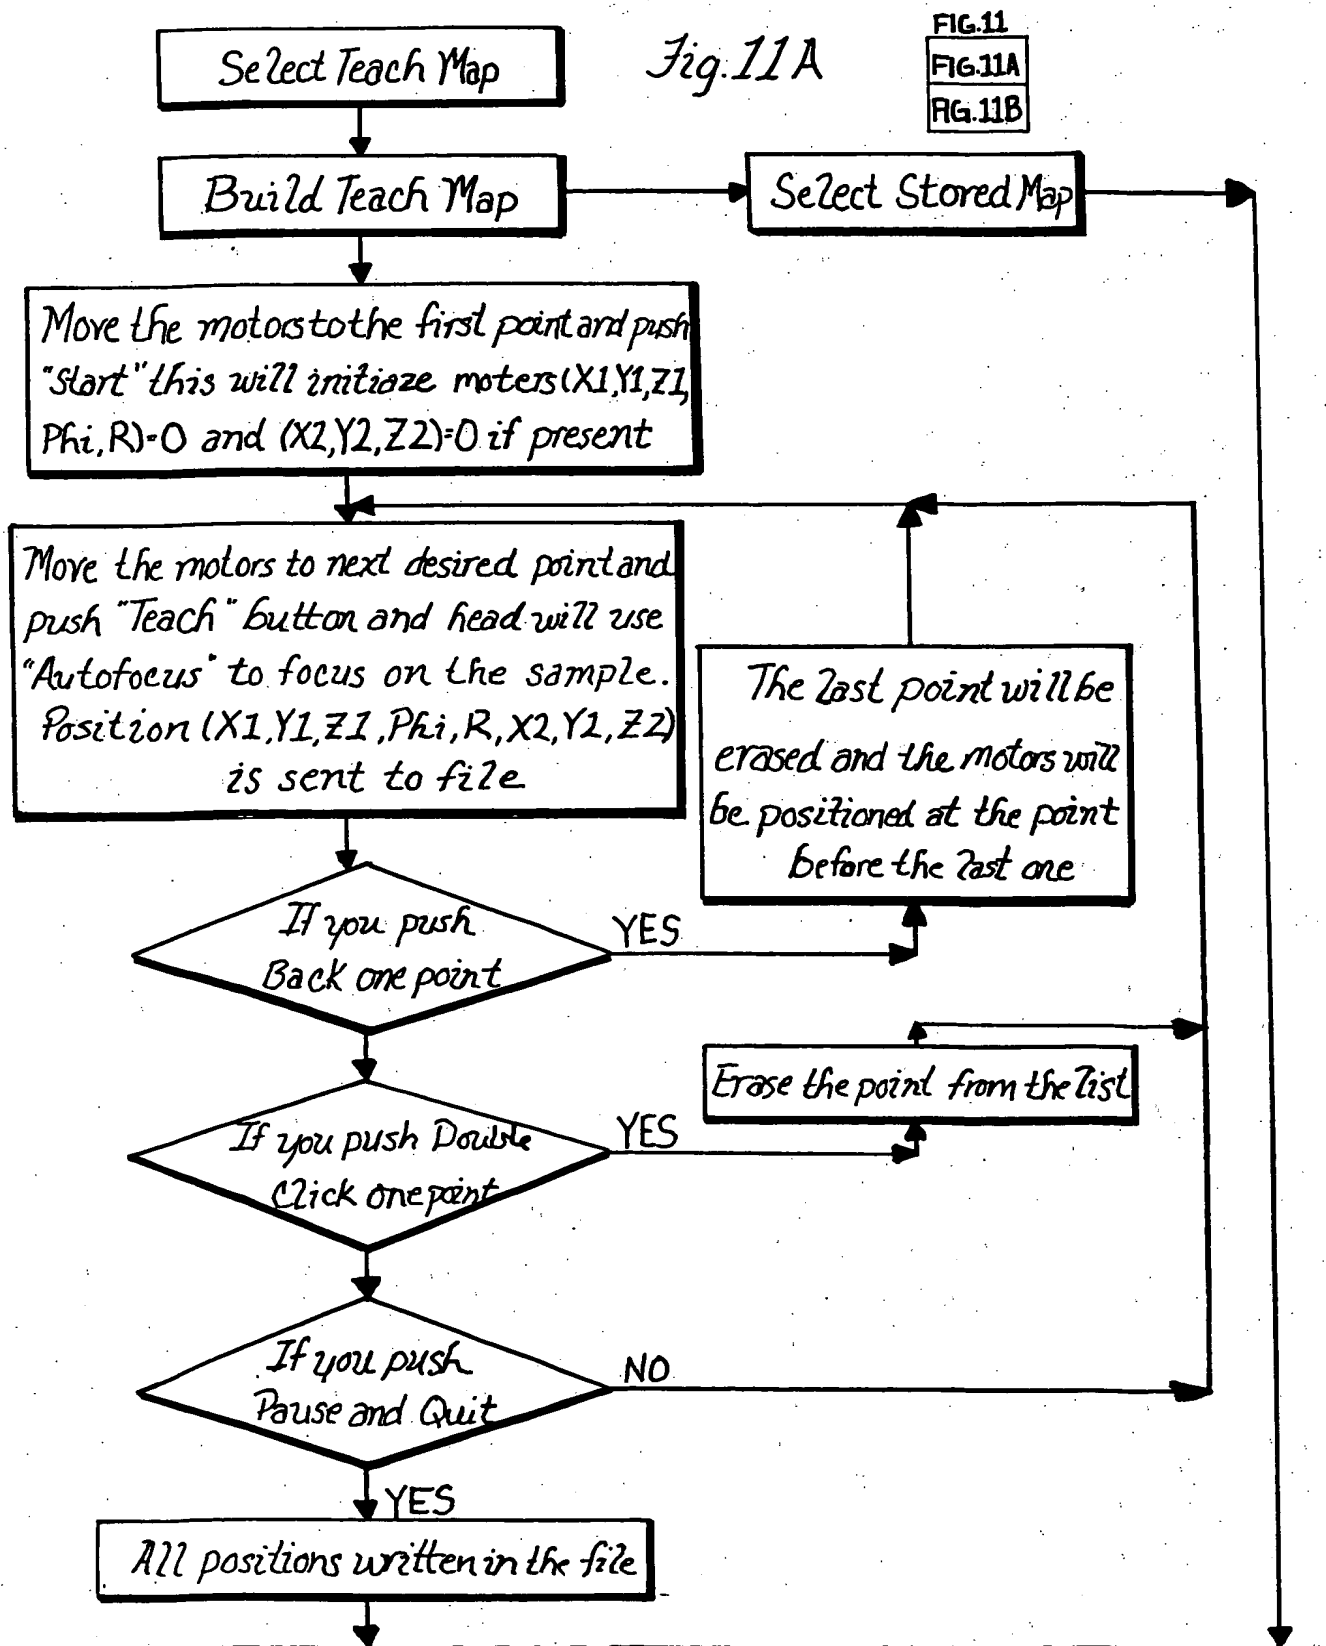 Fig.11A
FIG.11
FIG.11A
FIG.11B
Select Teach Map
Build Teach Map
Select Stored Map
Move the motors to the first point and push
"Start" this will initiaze moters (X1,Y1,Z1,
Phi,R)=0 and (X2,Y2,Z2)=0 if present
Move the motors to next desired point and
push "Teach" button and head will use
"Autofocus" to focus on the sample.
Position (X1,Y1,Z1,Phi,R,X2,Y2,Z2)
is sent to file
The last point will be
erased and the motors will
be positioned at the point
before the last one
If you push
Back one point
YES
Erase the point from the list
If you push Double
Click one point
YES
If you push
Pause and Quit
NO
YES
All positions written in the file